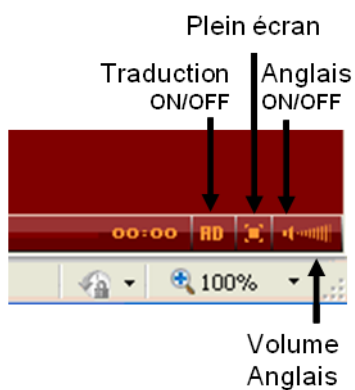 Plein écran
Traduction
ON/OFF
Anglais
ON/OFF
00:00 AD
100%
Volume
Anglais